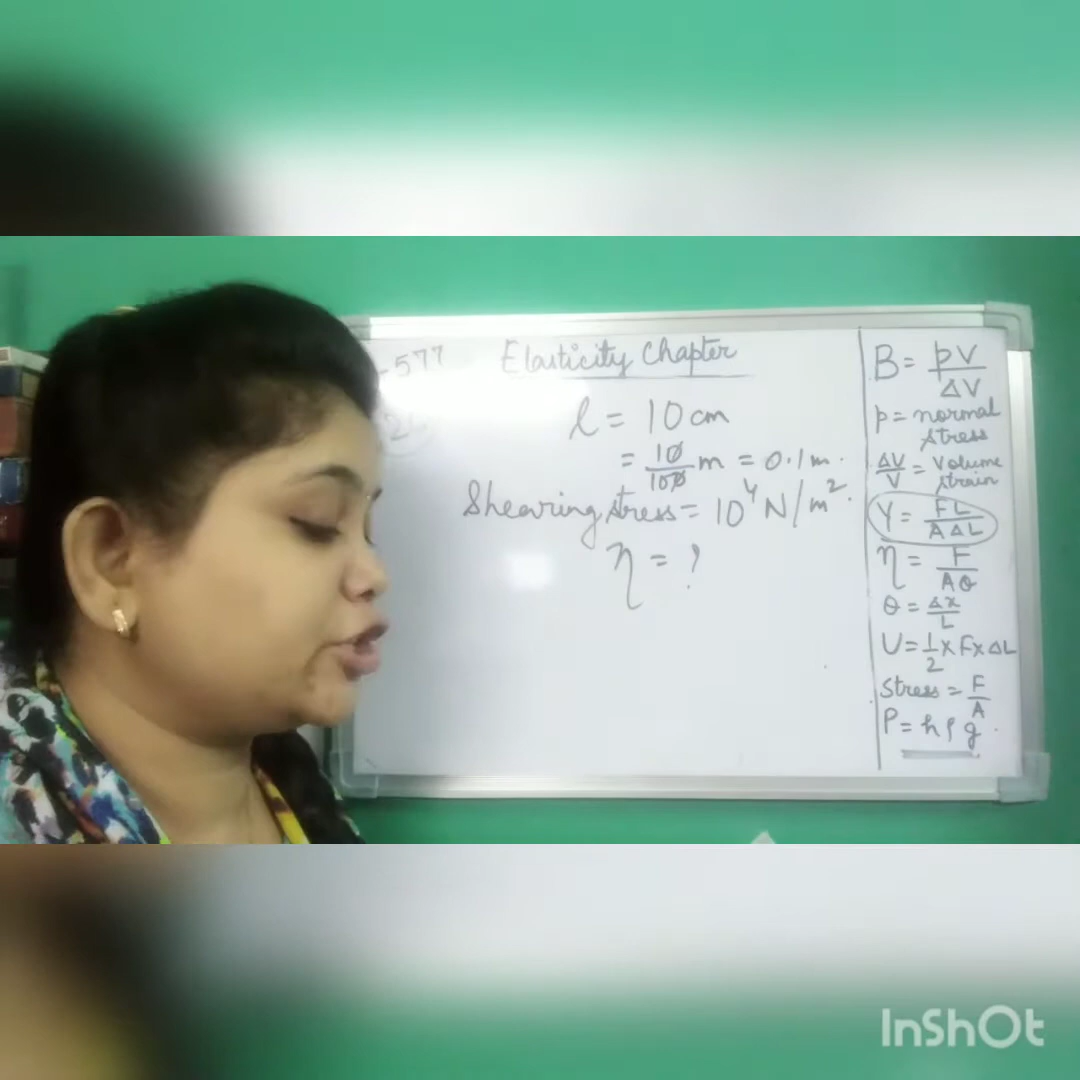 -577
Elasticity Chapter
l = 10 cm
= 10/100 m = 0.1 m.
Shearing stress = 10⁴ N/m².
η = ?
B = pV/ΔV
p = normal
stress
ΔV/V = Volume
strain
Y = FL/AΔL
η = F/Aθ
θ = Δx/L
U = 1/2 x F x ΔL
Stress = F/A
P = hρg.
InShOt